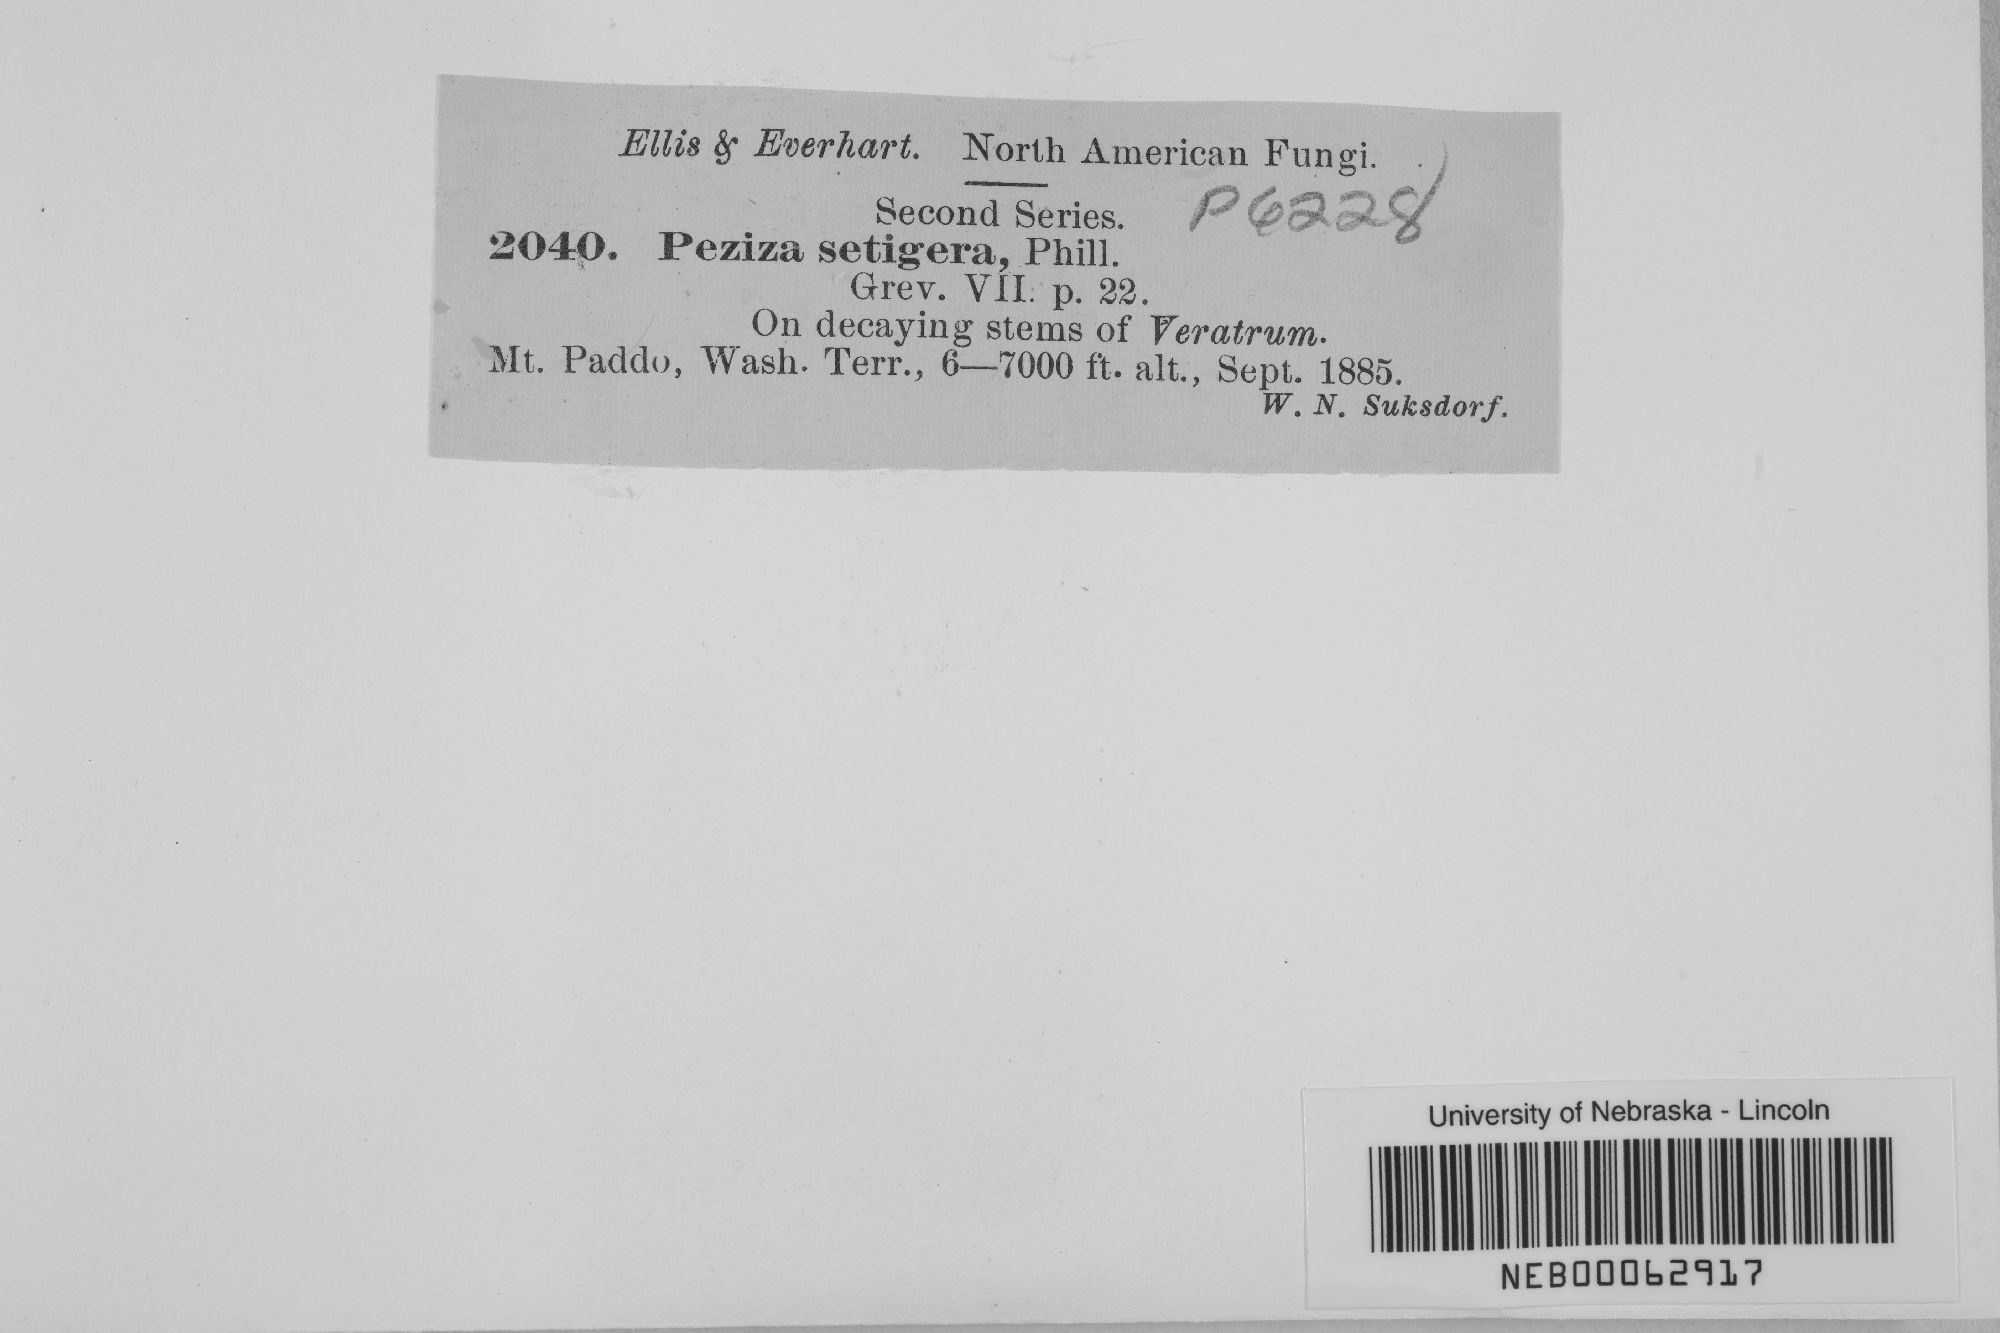 Ellis & Everhart. North American Fungi.
Second Series.
P6228
2040. Peziza setigera, Phill.
Grev. VII. p. 22.
On decaying stems of Veratrum.
Mt. Paddo, Wash. Terr., 6—7000 ft. alt., Sept. 1885.
W. N. Suksdorf.
University of Nebraska - Lincoln
NEB00062917